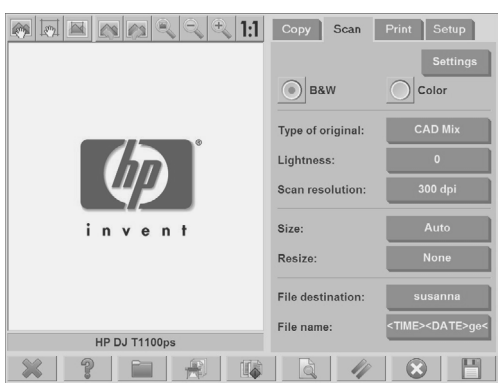 1:1
Copy Scan Print Setup
Settings
B&W Color
Type of original: CAD Mix
Lightness: 0
Scan resolution: 300 dpi
Size: Auto
Resize: None
File destination: susanna
File name: <TIME><DATE>ge<
hp®
invent
HP DJ T1100ps